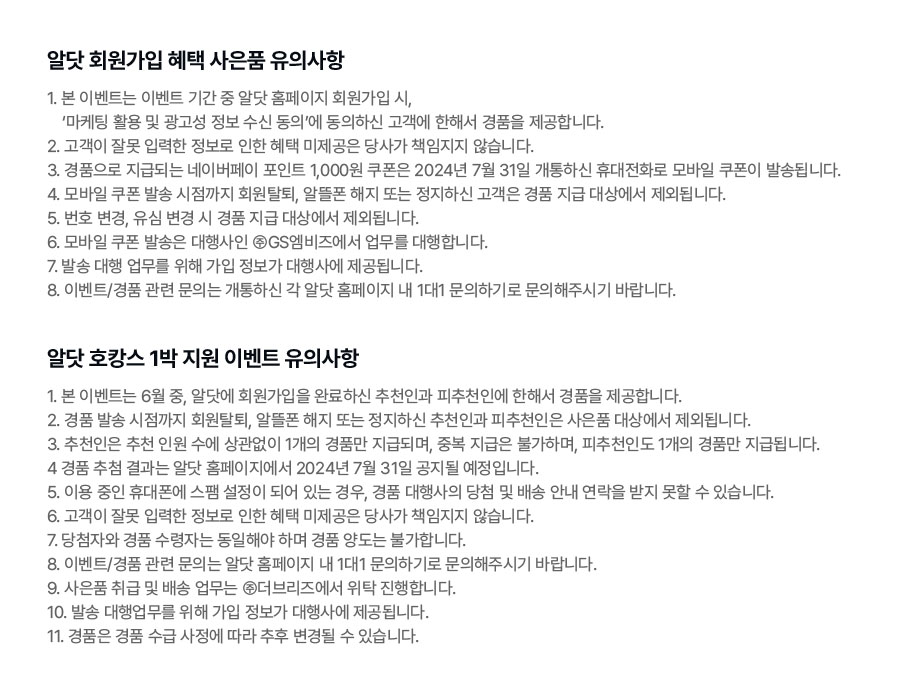 알닷 회원가입 혜택 사은품 유의사항
1. 본 이벤트는 이벤트 기간 중 알닷 홈페이지 회원가입 시,
'마케팅 활용 및 광고성 정보 수신 동의'에 동의하신 고객에 한해서 경품을 제공합니다.
2. 고객이 잘못 입력한 정보로 인한 혜택 미제공은 당사가 책임지지 않습니다.
3. 경품으로 지급되는 네이버페이 포인트 1,000원 쿠폰은 2024년 7월 31일 개통하신 휴대전화로 모바일 쿠폰이 발송됩니다.
4. 모바일 쿠폰 발송 시점까지 회원탈퇴, 알뜰폰 해지 또는 정지하신 고객은 경품 지급 대상에서 제외됩니다.
5. 번호 변경, 유심 변경 시 경품 지급 대상에서 제외됩니다.
6. 모바일 쿠폰 발송은 대행사인 ㈜GS엠비즈에서 업무를 대행합니다.
7. 발송 대행 업무를 위해 가입 정보가 대행사에 제공됩니다.
8. 이벤트/경품 관련 문의는 개통하신 각 알닷 홈페이지 내 1대1 문의하기로 문의해주시기 바랍니다.
알닷 호캉스 1박 지원 이벤트 유의사항
1. 본 이벤트는 6월 중, 알닷에 회원가입을 완료하신 추천인과 피추천인에 한해서 경품을 제공합니다.
2. 경품 발송 시점까지 회원탈퇴, 알뜰폰 해지 또는 정지하신 추천인과 피추천인은 사은품 대상에서 제외됩니다.
3. 추천인은 추천 인원 수에 상관없이 1개의 경품만 지급되며, 중복 지급은 불가하며, 피추천인도 1개의 경품만 지급됩니다.
4 경품 추첨 결과는 알닷 홈페이지에서 2024년 7월 31일 공지될 예정입니다.
5. 이용 중인 휴대폰에 스팸 설정이 되어 있는 경우, 경품 대행사의 당첨 및 배송 안내 연락을 받지 못할 수 있습니다.
6. 고객이 잘못 입력한 정보로 인한 혜택 미제공은 당사가 책임지지 않습니다.
7. 당첨자와 경품 수령자는 동일해야 하며 경품 양도는 불가합니다.
8. 이벤트/경품 관련 문의는 알닷 홈페이지 내 1대1 문의하기로 문의해주시기 바랍니다.
9. 사은품 취급 및 배송 업무는 ㈜더브리즈에서 위탁 진행합니다.
10. 발송 대행업무를 위해 가입 정보가 대행사에 제공됩니다.
11. 경품은 경품 수급 사정에 따라 추후 변경될 수 있습니다.